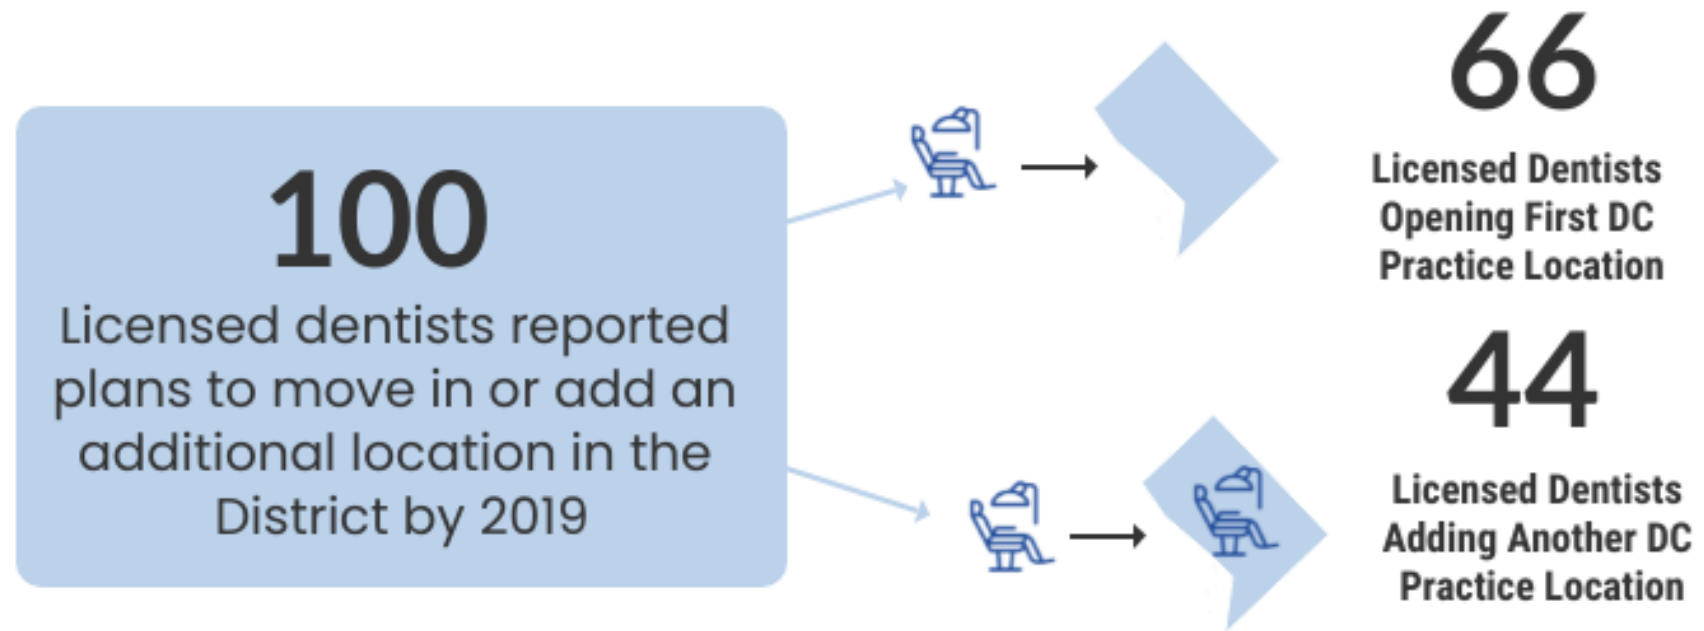 100
Licensed dentists reported
plans to move in or add an
additional location in the
District by 2019
66
Licensed Dentists
Opening First DC
Practice Location
44
Licensed Dentists
Adding Another DC
Practice Location